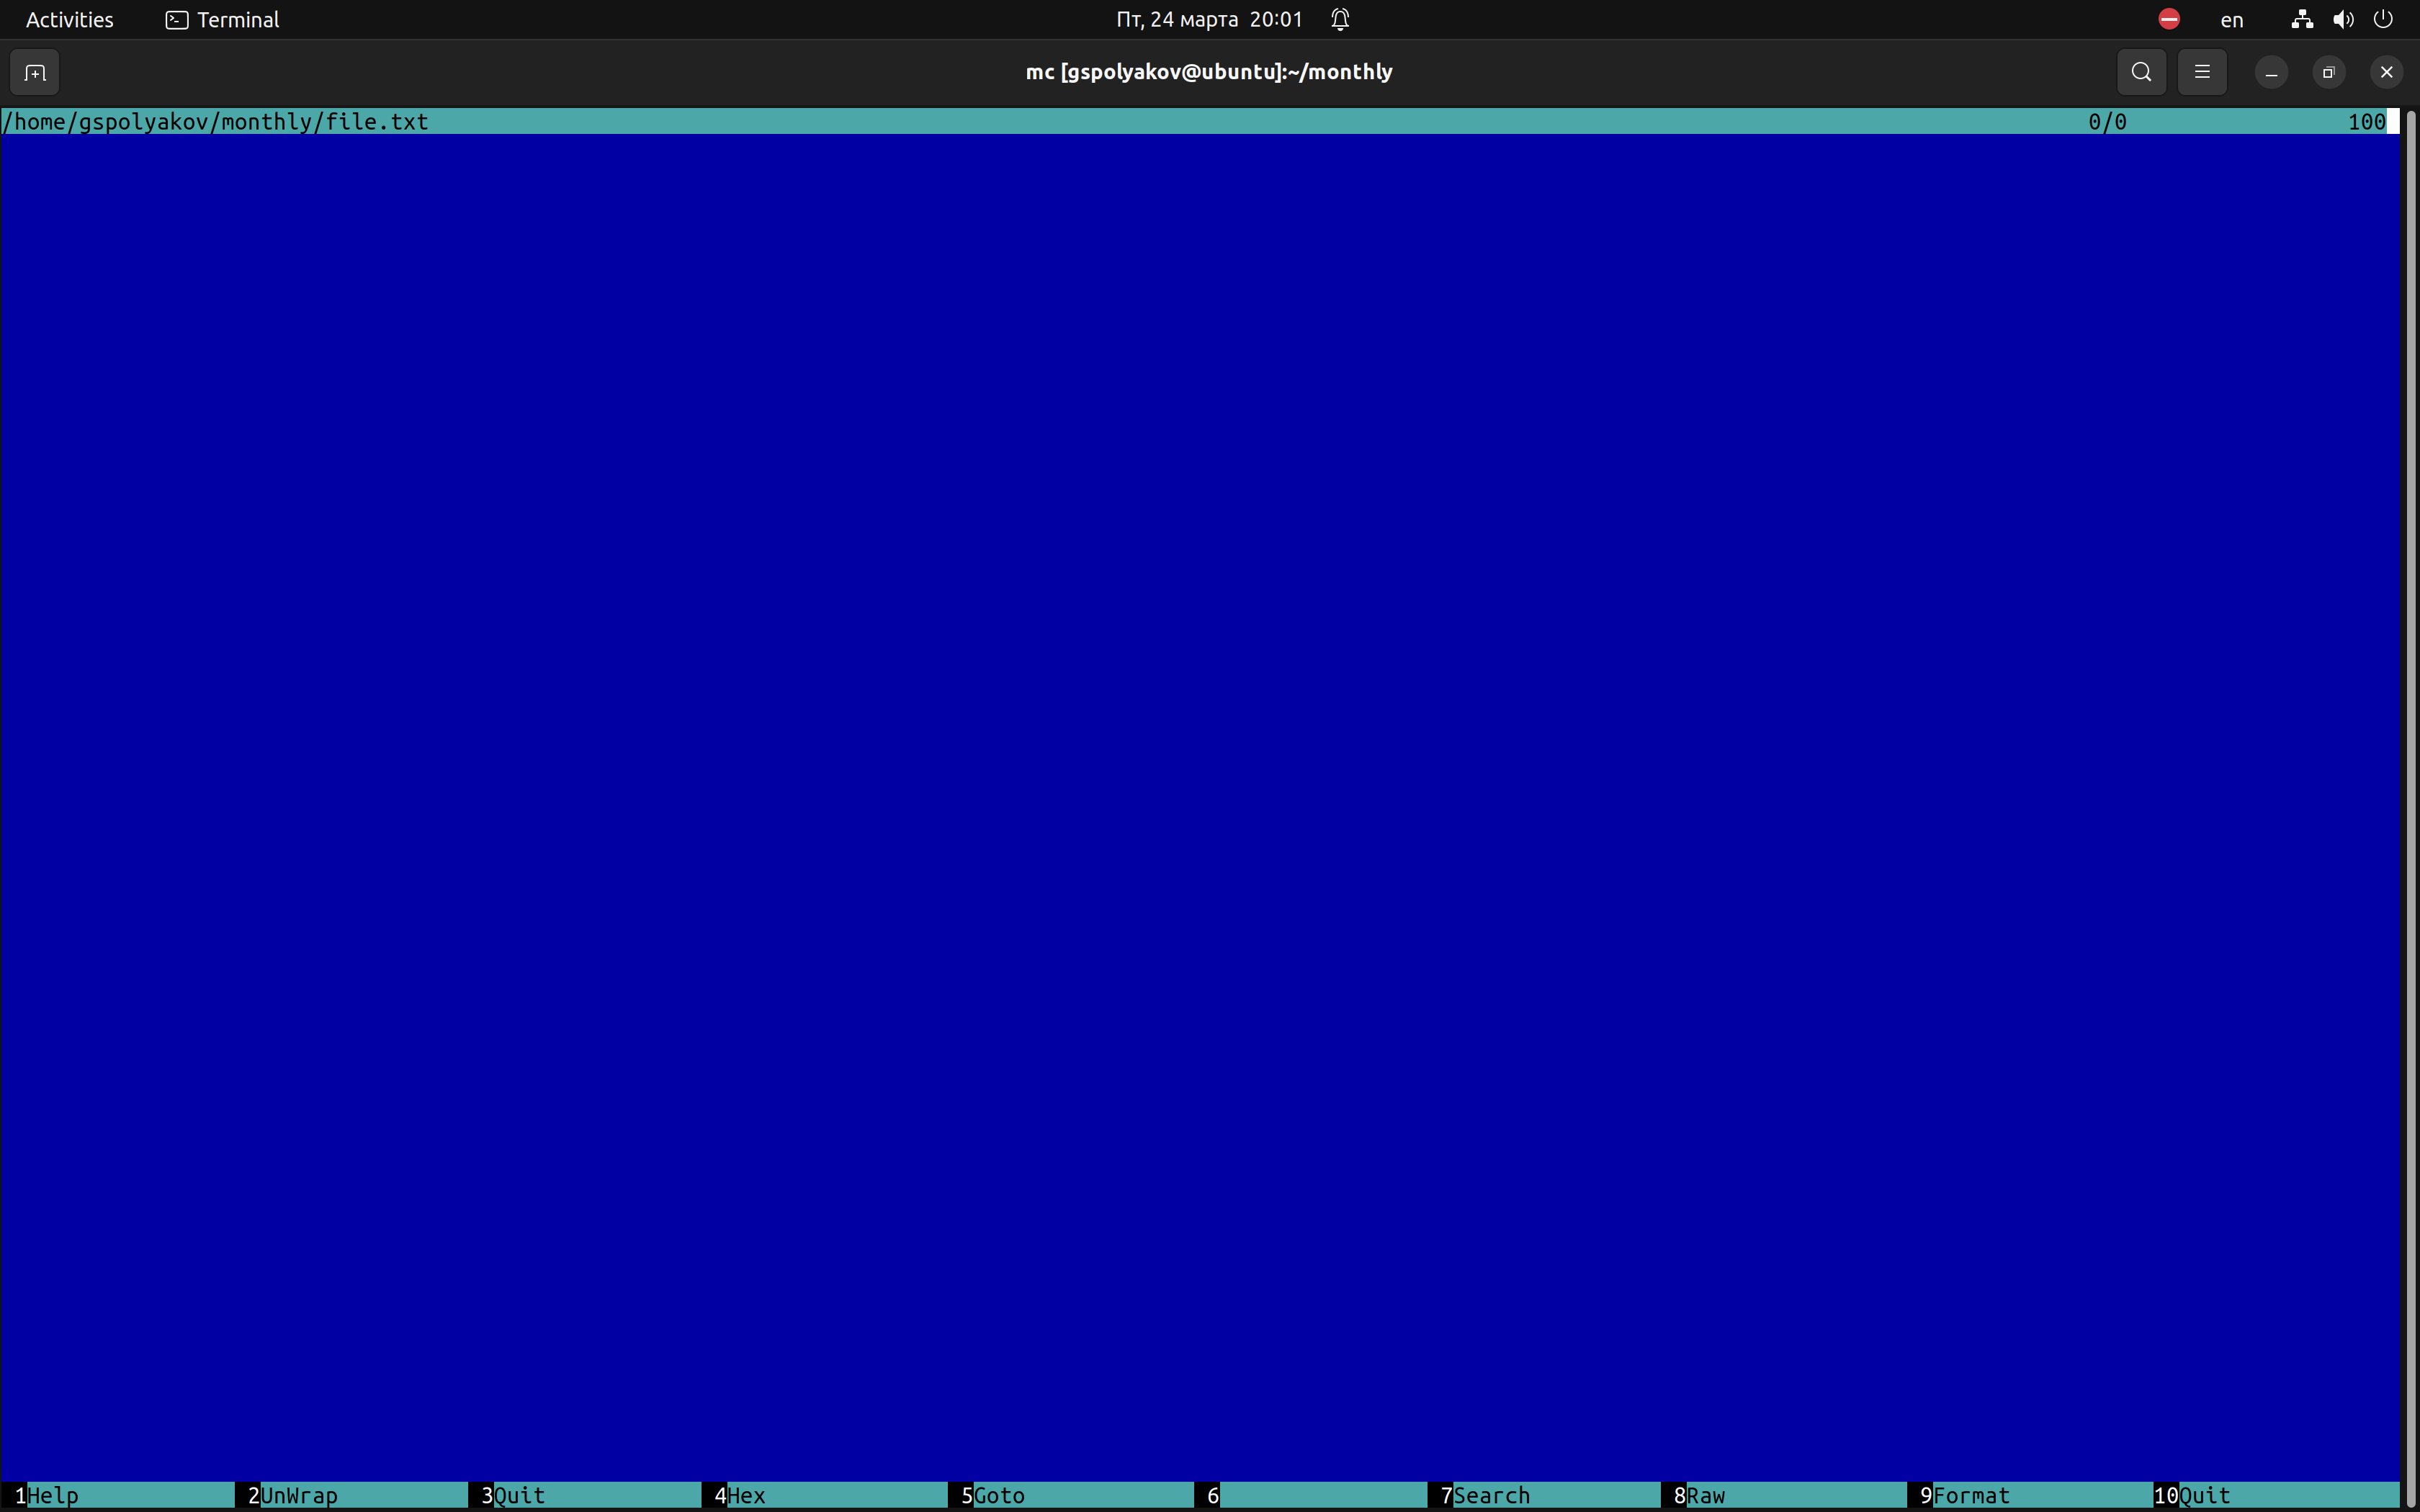 Activities Terminal Пт, 24 марта 20:01 en
mc [gspolyakov@ubuntu]:~/monthly
/home/gspolyakov/monthly/file.txt 0/0 100
1Help 2UnWrap 3Quit 4Hex 5Goto 6 7Search 8Raw 9Format 10Quit